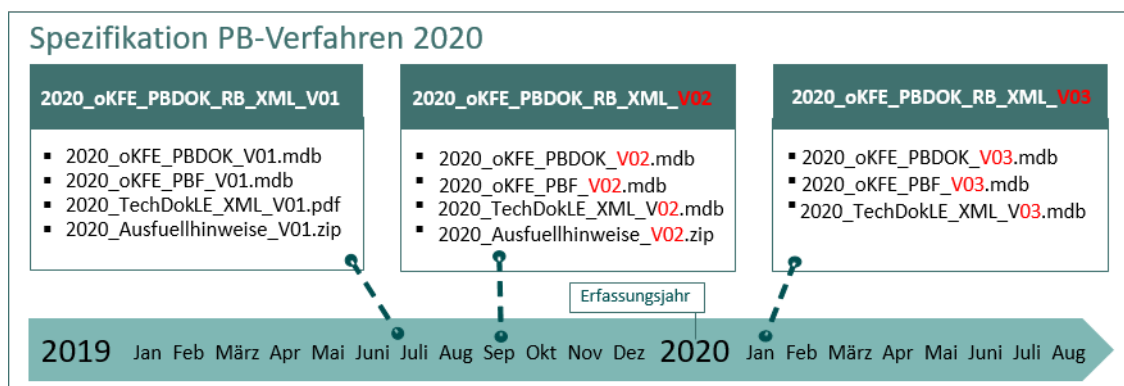 Spezifikation PB-Verfahren 2020
2020_oKFE_PBDOK_RB_XML_V01
▪ 2020_oKFE_PBDOK_V01.mdb
▪ 2020_oKFE_PBF_V01.mdb
▪ 2020_TechDokLE_XML_V01.pdf
▪ 2020_Ausfuellhinweise_V01.zip
2020_oKFE_PBDOK_RB_XML_V02
▪ 2020_oKFE_PBDOK_V02.mdb
▪ 2020_oKFE_PBF_V02.mdb
▪ 2020_TechDokLE_XML_V02.mdb
▪ 2020_Ausfuellhinweise_V02.zip
2020_oKFE_PBDOK_RB_XML_V03
▪ 2020_oKFE_PBDOK_V03.mdb
▪ 2020_oKFE_PBF_V03.mdb
▪ 2020_TechDokLE_XML_V03.mdb
Erfassungsjahr
2019 Jan Feb März Apr Mai Juni Juli Aug Sep Okt Nov Dez 2020 Jan Feb März Apr Mai Juni Juli Aug